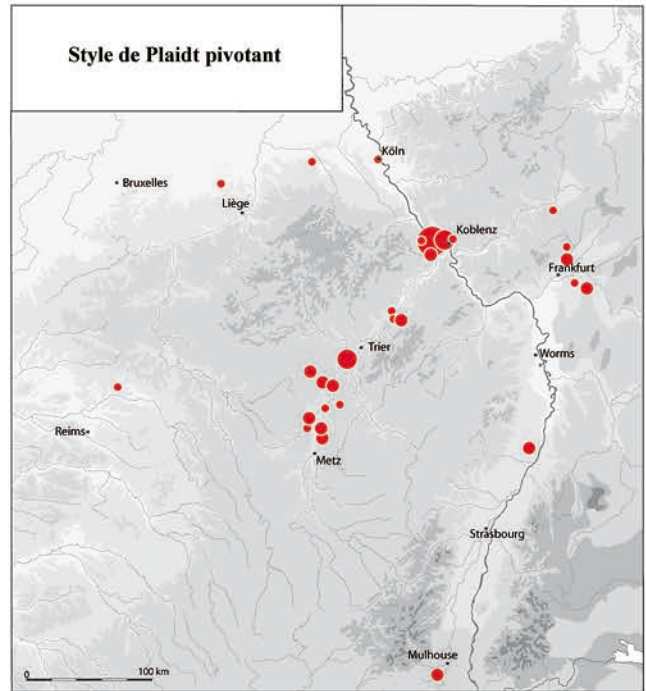 Style de Plaidt pivotant
Köln
Bruxelles
Liège
Koblenz
Frankfurt
Trier
Worms
Reims
Metz
Strasbourg
Mulhouse
0 100 km